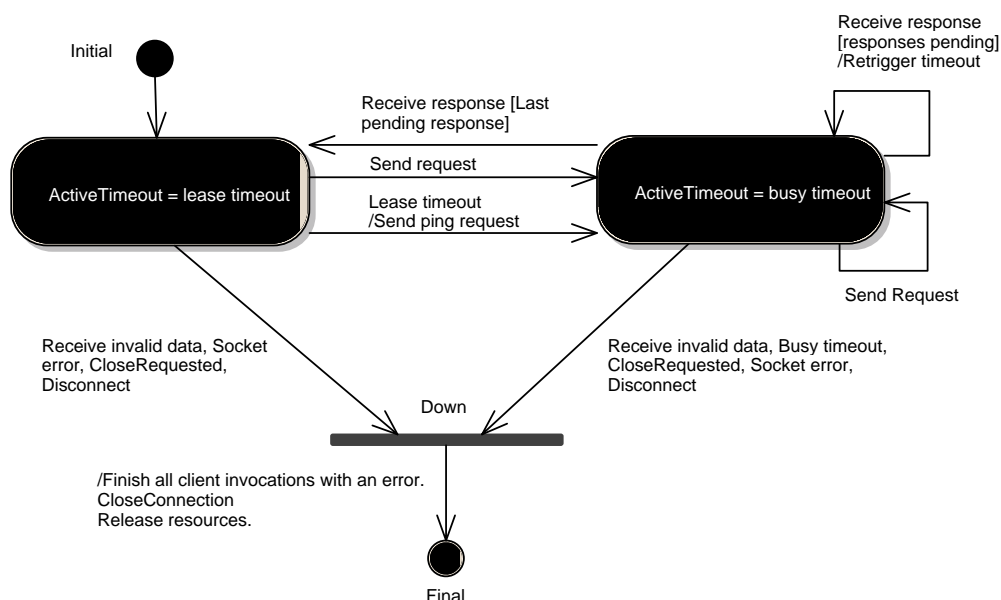 Receive response
[responses pending]
/Retrigger timeout
Initial
Receive response [Last
pending response]
Send request
ActiveTimeout = lease timeout
ActiveTimeout = busy timeout
Lease timeout
/Send ping request
Send Request
Receive invalid data, Socket
error, CloseRequested,
Disconnect
Receive invalid data, Busy timeout,
CloseRequested, Socket error,
Disconnect
Down
/Finish all client invocations with an error.
CloseConnection
Release resources.
Final